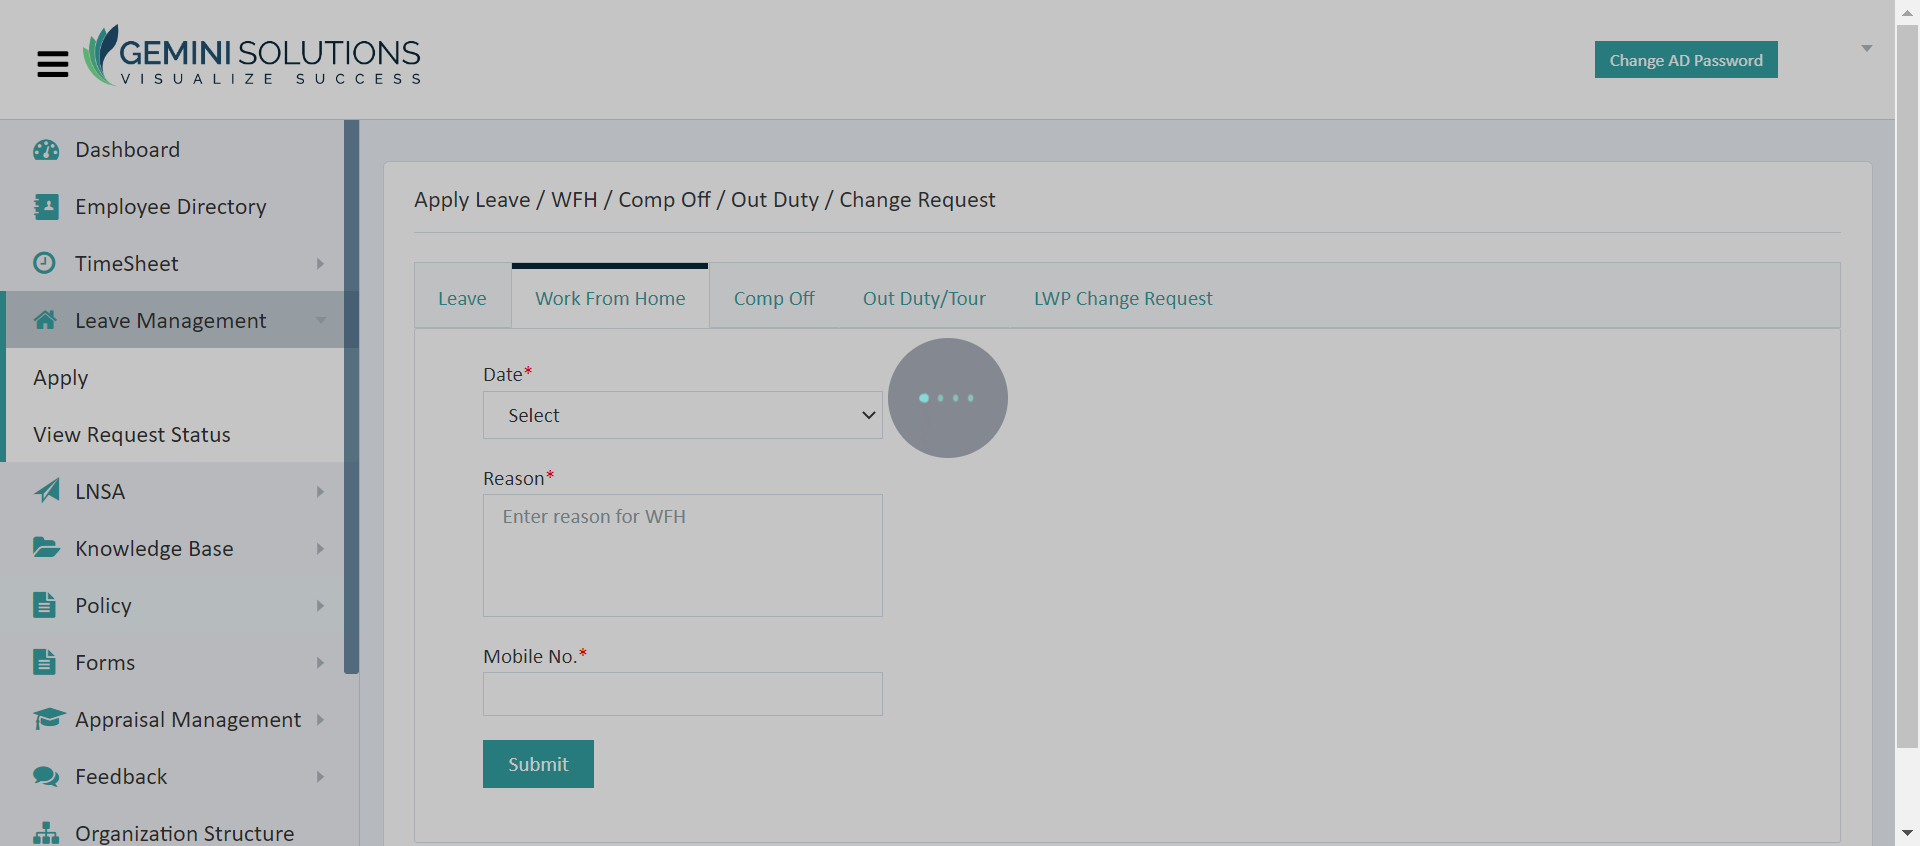 GEMINI SOLUTIONS
VISUALIZE SUCCESS
Change AD Password
Dashboard
Employee Directory
TimeSheet
Leave Management
Apply
View Request Status
LNSA
Knowledge Base
Policy
Forms
Appraisal Management
Feedback
Organization Structure
Apply Leave / WFH / Comp Off / Out Duty / Change Request
Leave Work From Home Comp Off Out Duty/Tour LWP Change Request
Date*
Select
Reason*
Enter reason for WFH
Mobile No.*
Submit